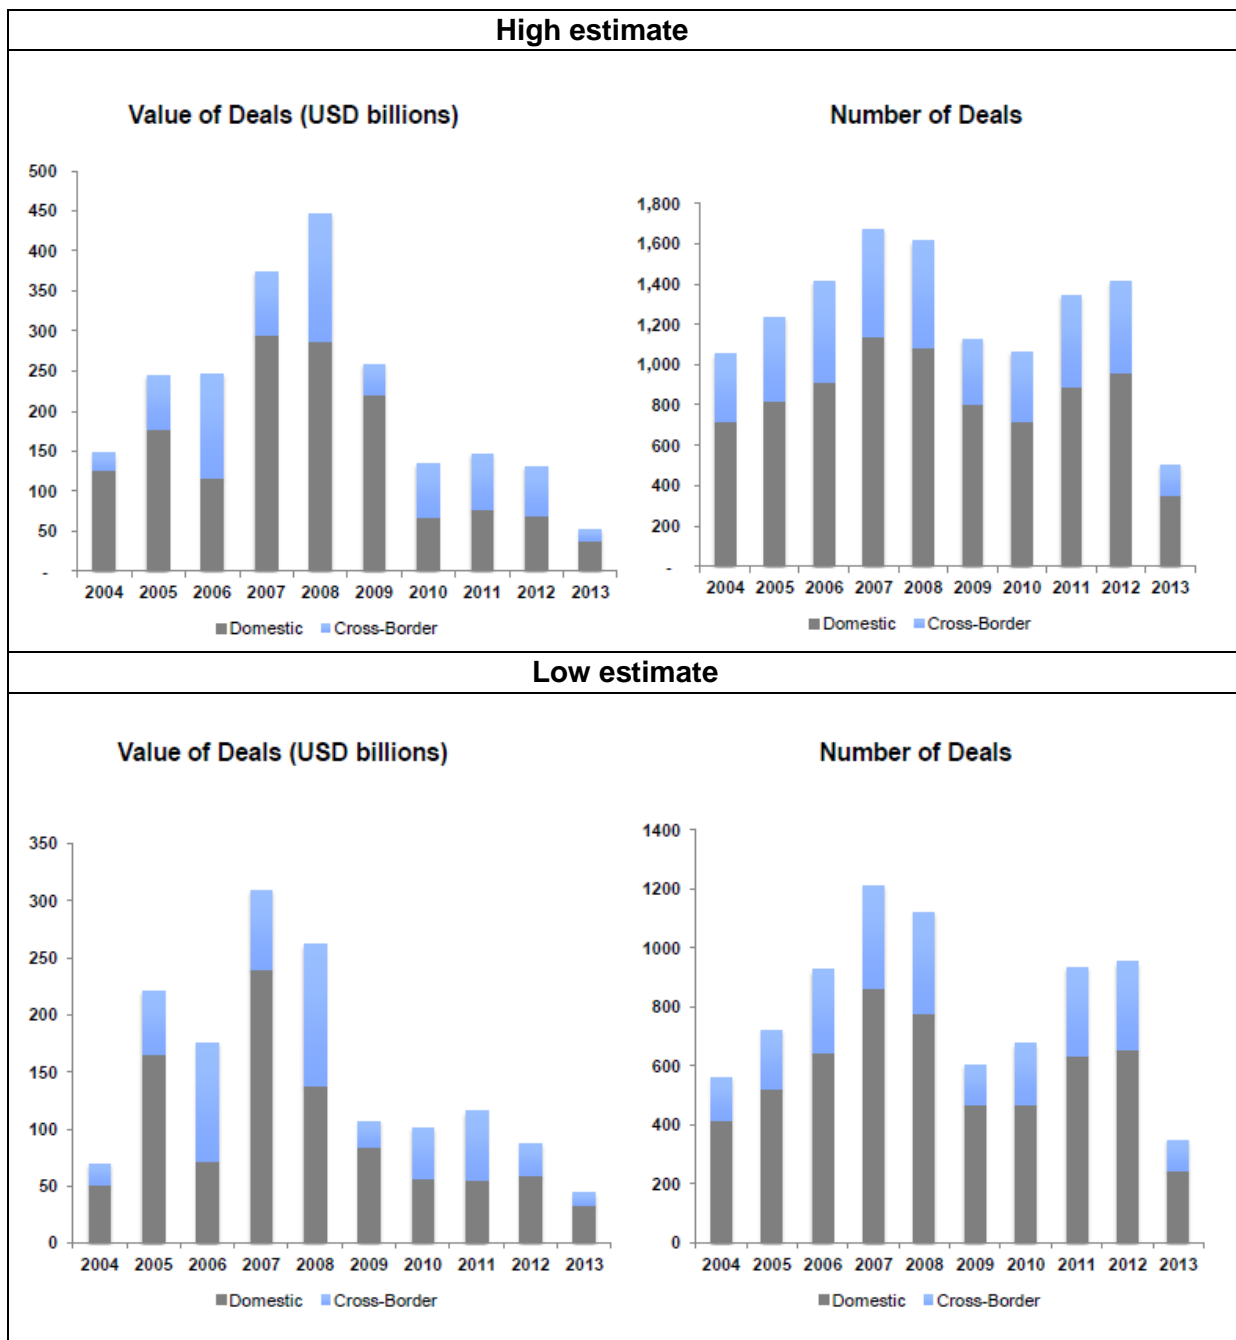 High estimate
Value of Deals (USD billions)
500
450
400
350
300
250
200
150
100
50
-
2004 2005 2006 2007 2008 2009 2010 2011 2012 2013
Domestic Cross-Border
Number of Deals
1,800
1,600
1,400
1,200
1,000
800
600
400
200
-
2004 2005 2006 2007 2008 2009 2010 2011 2012 2013
Domestic Cross-Border
Low estimate
Value of Deals (USD billions)
350
300
250
200
150
100
50
0
2004 2005 2006 2007 2008 2009 2010 2011 2012 2013
Domestic Cross-Border
Number of Deals
1400
1200
1000
800
600
400
200
0
2004 2005 2006 2007 2008 2009 2010 2011 2012 2013
Domestic Cross-Border